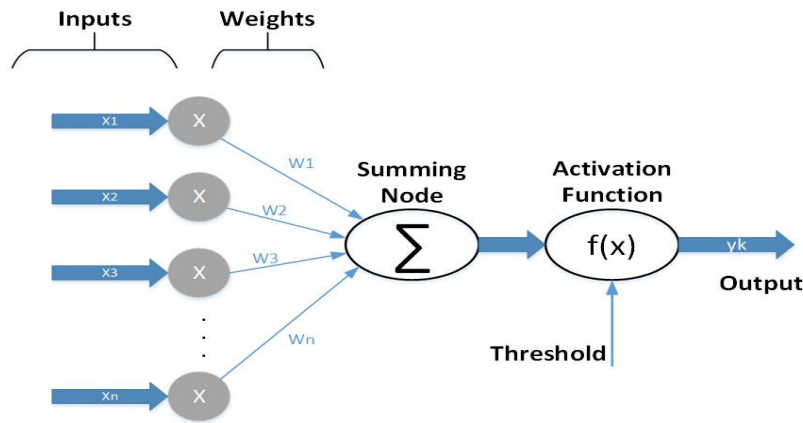 Inputs
Weights
X1
X
W1
X2
X
W2
X3
X
W3
Xn
X
Wn
Summing
Node
∑
Activation
Function
f(x)
yk
Output
Threshold